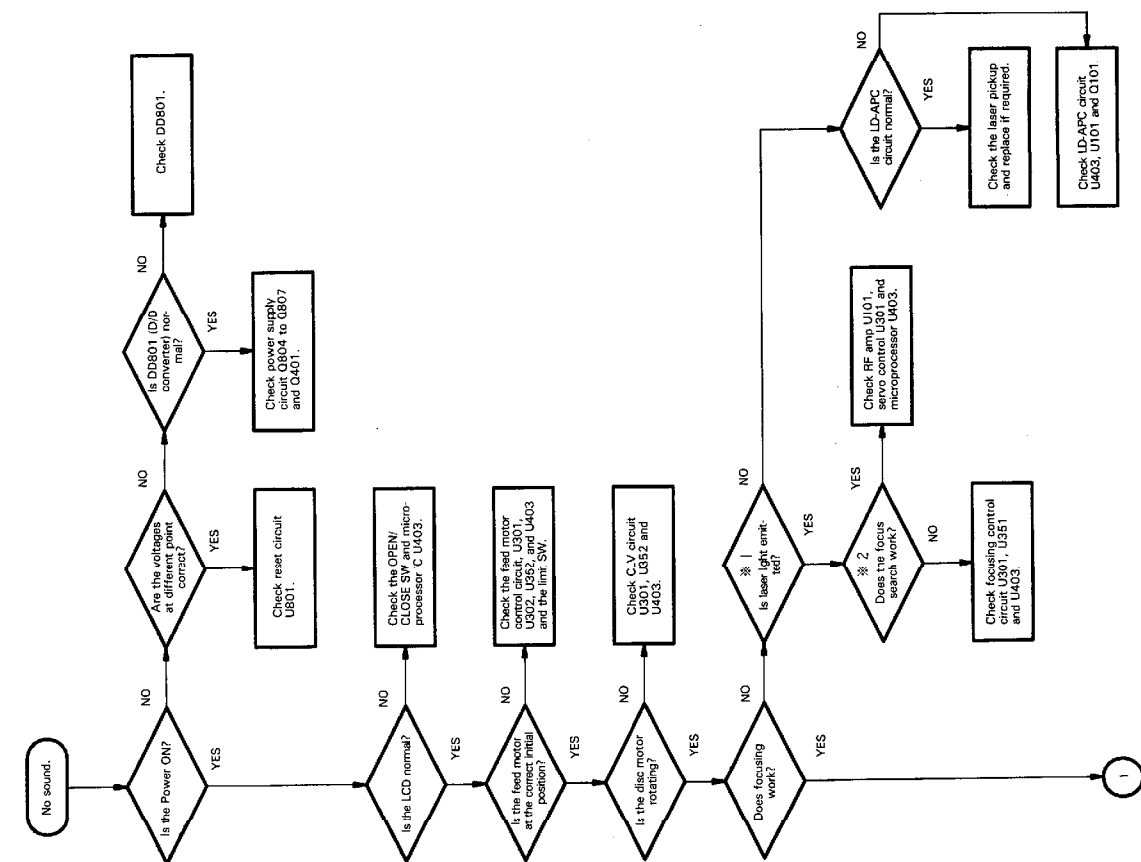 No sound.
Is the Power ON?
NO
YES
Are the voltages
at different point
correct?
NO
YES
Check reset circuit
U801.
Is DD801 (D/D
converter) nor-
mal?
NO
YES
Check DD801.
Check power supply
circuit Q804 to Q807
and Q401.
Is the LCD normal?
NO
YES
Check the OPEN/
CLOSE SW and micro-
processor C U403.
Is the feed motor
at the correct initial
position?
NO
YES
Check the feed motor
control circuit, U301,
U302, U352, and U403
and the limit SW.
Is the disc motor
rotating?
NO
YES
Check CLV circuit
U301, U352 and
U403.
Does focusing
work?
NO
YES
※ 1
Is laser lght emit-
ted?
NO
YES
Is the LD-APC
circuit normal?
NO
YES
Check the laser pickup
and replace if required.
Check LD-APC circuit
U403, U101 and Q101.
※ 2
Does the focus
search work?
YES
NO
Check RF amp U101,
servo control U301 and
microprocessor U403.
Check focusing control
circuit U301, U351
and U403.
1